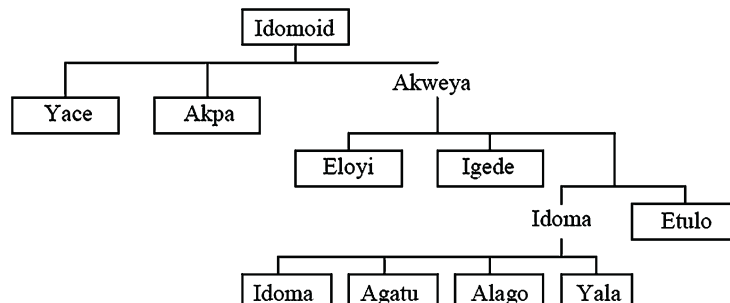 Idomoid
Akweya
Yace Akpa
Eloyi Igede
Idoma Etulo
Idoma Agatu Alago Yala